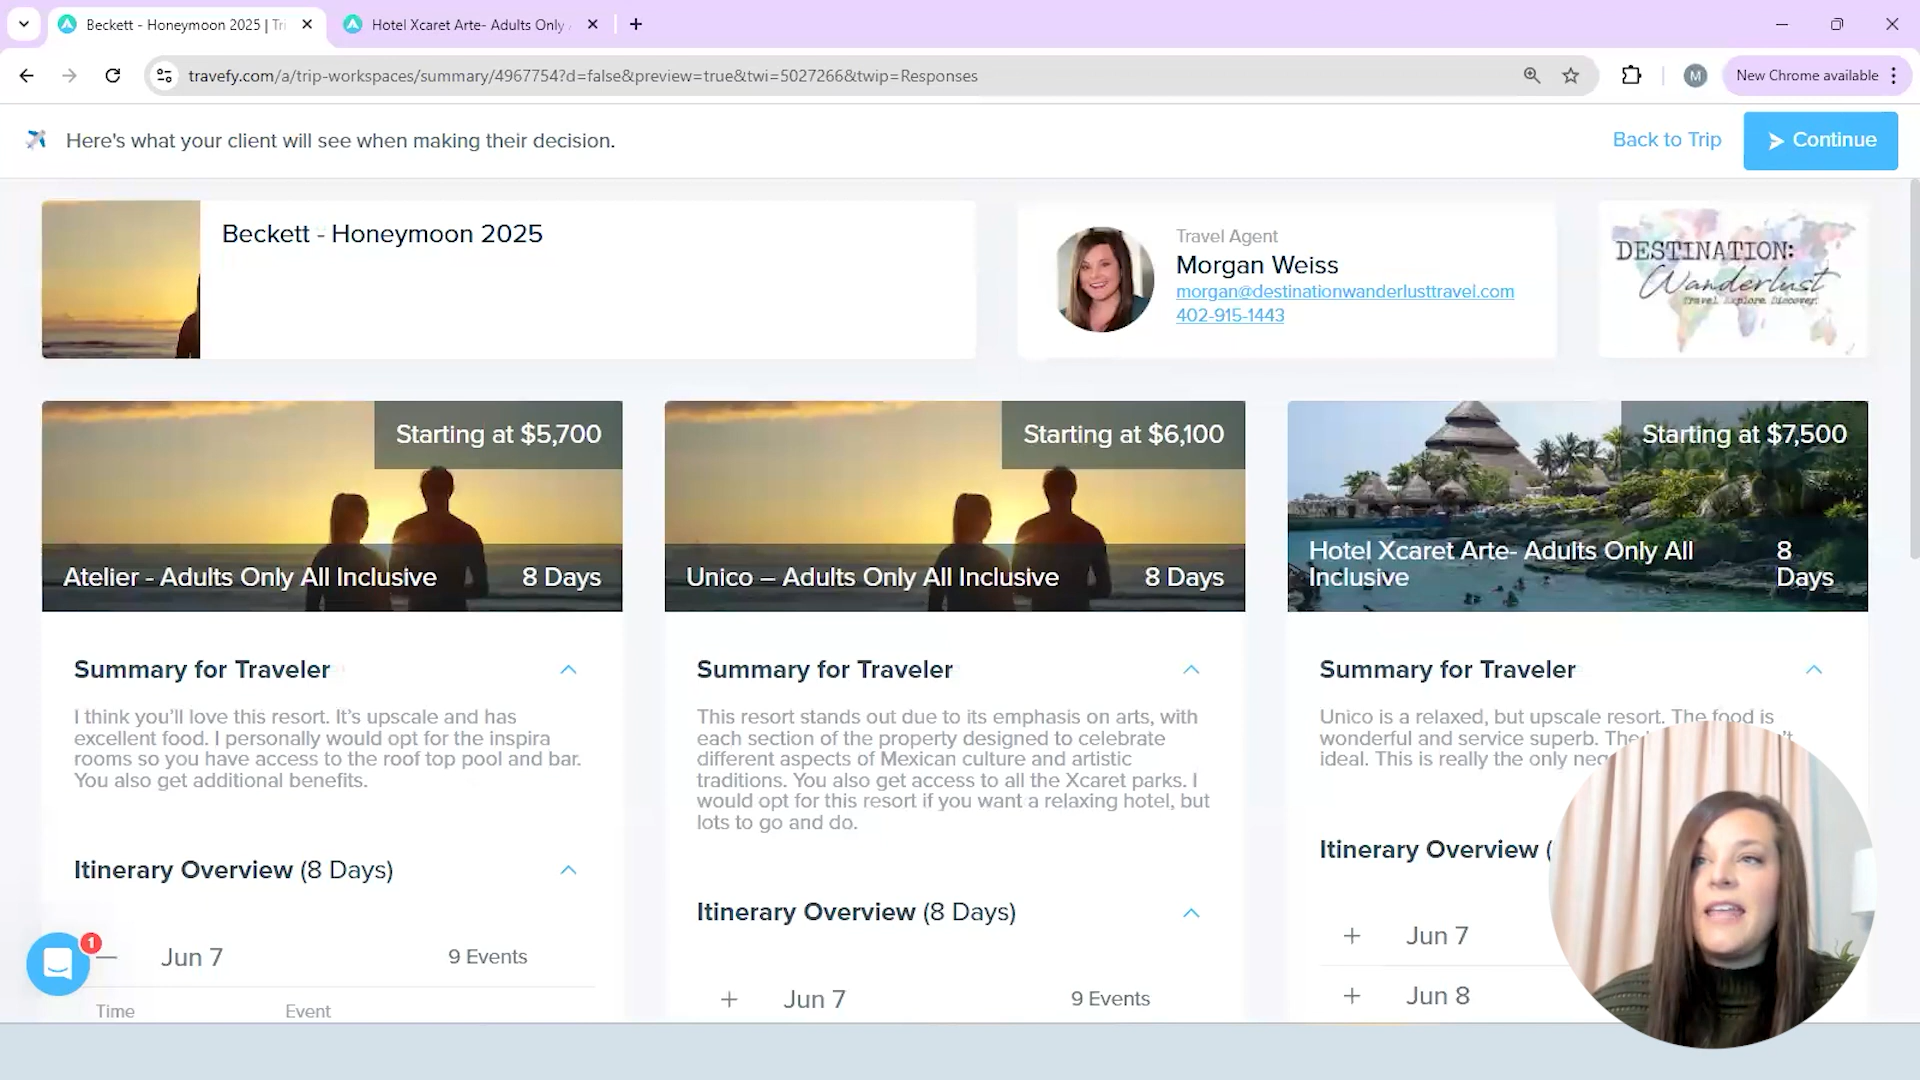 Beckett - Honeymoon 2025 | Tri
Hotel Xcaret Arte- Adults Only
travefy.com/a/trip-workspaces/summary/4967754?d=false&preview=true&twi=5027266&twip=Responses
M
New Chrome available
Here's what your client will see when making their decision.
Back to Trip
Continue
Beckett - Honeymoon 2025
Travel Agent
Morgan Weiss
morgan@destinationwanderlusttravel.com
402-915-1443
DESTINATION:
Wanderlust
Travel Explore Discover
Starting at $5,700
Atelier - Adults Only All Inclusive
8 Days
Summary for Traveler
I think you'll love this resort. It's upscale and has
excellent food. I personally would opt for the inspira
rooms so you have access to the roof top pool and bar.
You also get additional benefits.
Itinerary Overview (8 Days)
Jun 7
9 Events
Time
Event
1
Starting at $6,100
Unico – Adults Only All Inclusive
8 Days
Summary for Traveler
This resort stands out due to its emphasis on arts, with
each section of the property designed to celebrate
different aspects of Mexican culture and artistic
traditions. You also get access to all the Xcaret parks. I
would opt for this resort if you want a relaxing hotel, but
lots to go and do.
Itinerary Overview (8 Days)
Jun 7
9 Events
Starting at $7,500
Hotel Xcaret Arte- Adults Only All
Inclusive
8
Days
Summary for Traveler
Unico is a relaxed, but upscale resort. The food is
wonderful and service superb. The
ideal. This is really the only
Itinerary Overview (
Jun 7
Jun 8